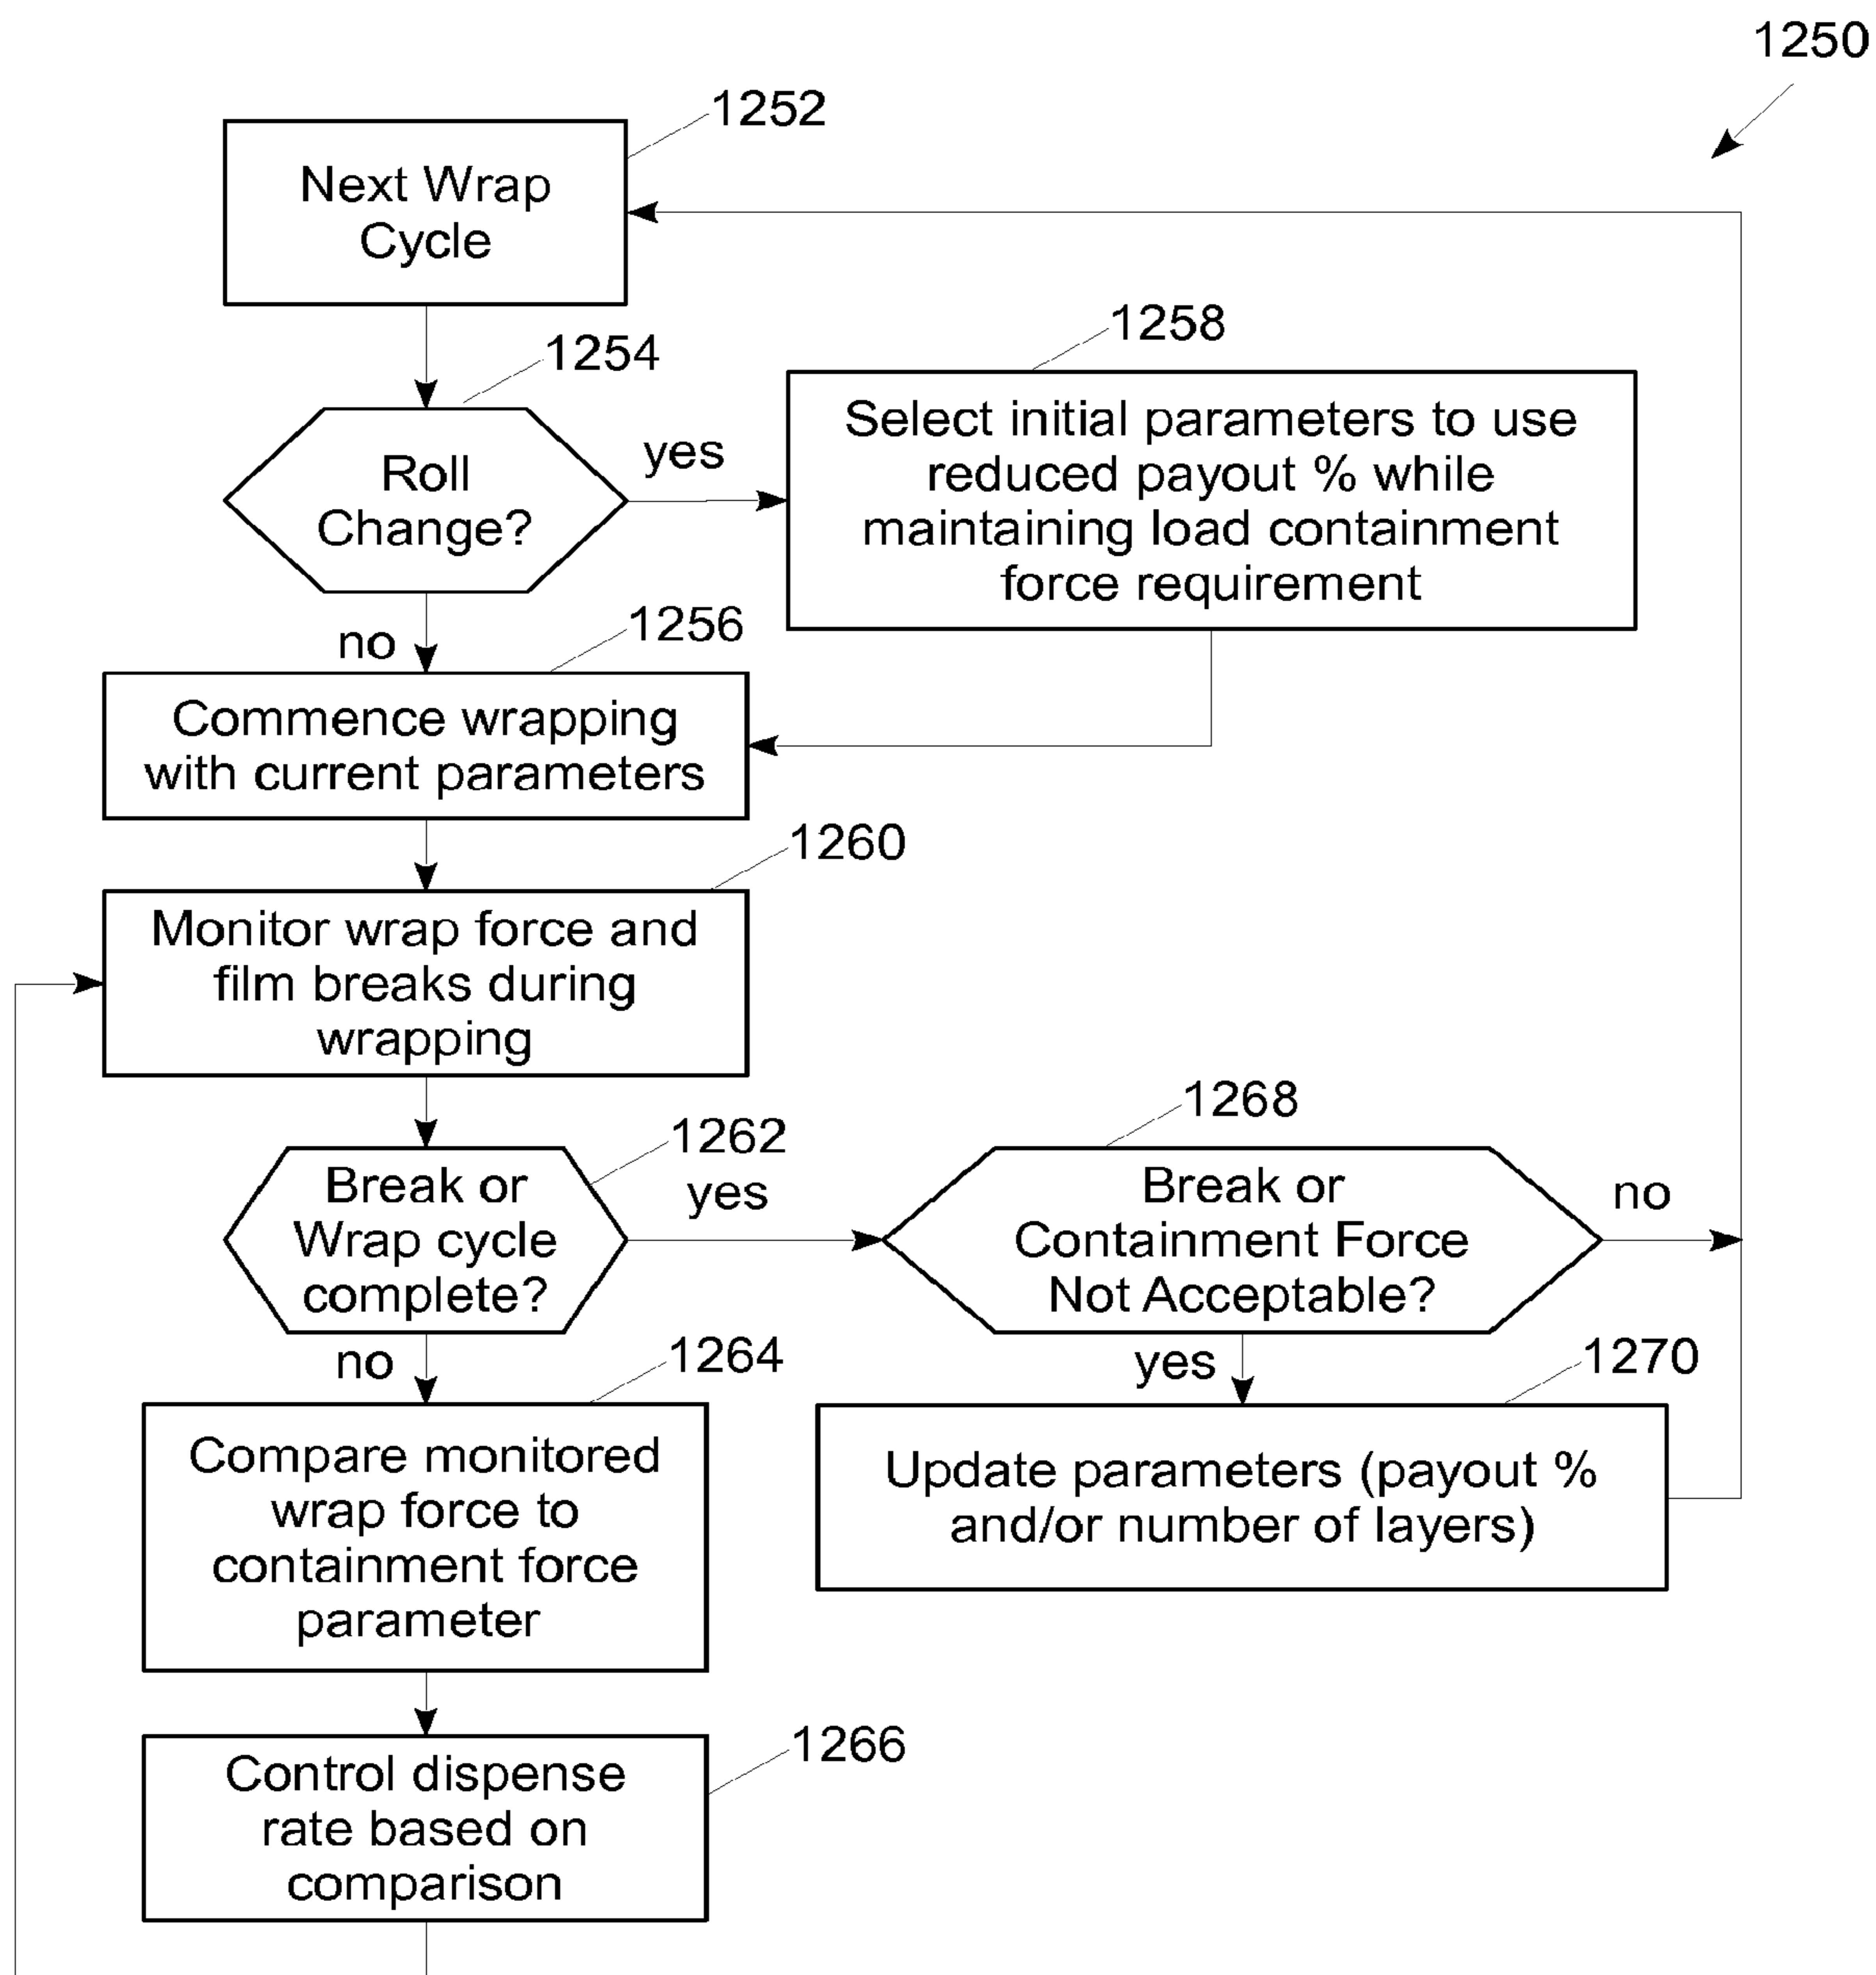 1250
1252
Next Wrap
Cycle
1254
Roll
Change?
yes
no
1258
Select initial parameters to use
reduced payout % while
maintaining load containment
force requirement
1256
Commence wrapping
with current parameters
1260
Monitor wrap force and
film breaks during
wrapping
1262
Break or
Wrap cycle
complete?
yes
no
1268
Break or
Containment Force
Not Acceptable?
no
yes
1264
Compare monitored
wrap force to
containment force
parameter
1270
Update parameters (payout %
and/or number of layers)
1266
Control dispense
rate based on
comparison